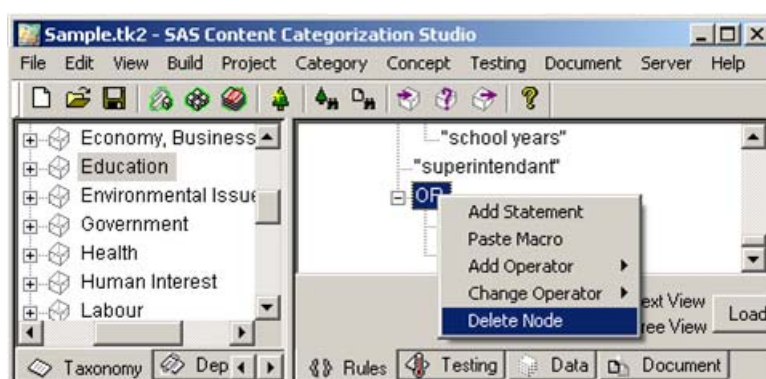 Sample.tk2 - SAS Content Categorization Studio
File Edit View Build Project Category Concept Testing Document Server Help
Economy, Business
Education
Environmental Issue
Government
Health
Human Interest
Labour
Taxonomy Dep
"school years"
"superintendant"
OR
Add Statement
Paste Macro
Add Operator
Change Operator
Delete Node
ext View
ree View
Load
Rules Testing Data Document